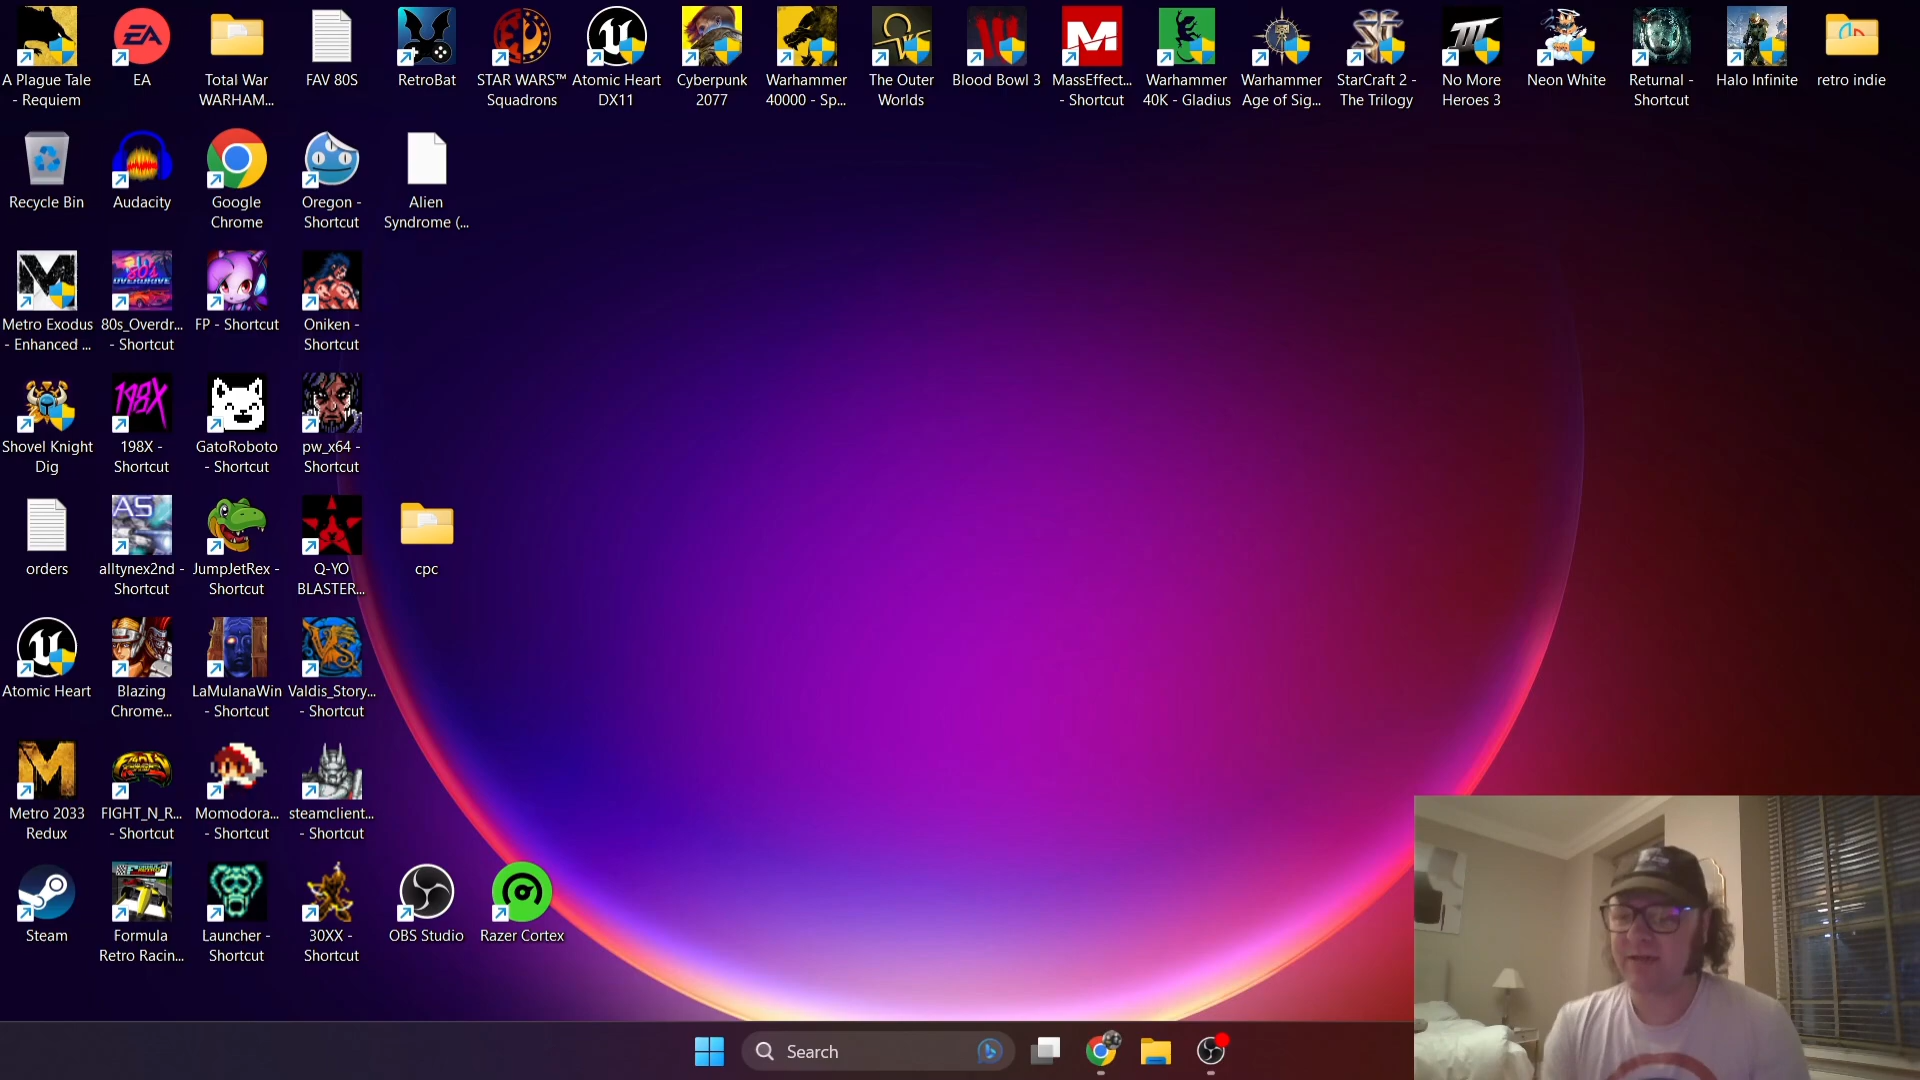 A Plague Tale
- Requiem
EA
Total War
WARHAM...
FAV 80S
RetroBat
STAR WARS™
Squadrons
Atomic Heart
DX11
Cyberpunk
2077
Warhammer
40000 - Sp...
The Outer
Worlds
Blood Bowl 3
MassEffect...
- Shortcut
Warhammer
40K - Gladius
Warhammer
Age of Sig...
StarCraft 2 -
The Trilogy
No More
Heroes 3
Neon White
Returnal -
Shortcut
Halo Infinite
retro indie
Recycle Bin
Audacity
Google
Chrome
Oregon -
Shortcut
Alien
Syndrome (...
Metro Exodus
- Enhanced ...
80s_Overdr...
- Shortcut
FP - Shortcut
Oniken -
Shortcut
Shovel Knight
Dig
198X
198X -
Shortcut
GatoRoboto
- Shortcut
pw_x64 -
Shortcut
orders
AS
alltynex2nd -
Shortcut
JumpJetRex -
Shortcut
Q-YO
BLASTER...
cpc
Atomic Heart
Blazing
Chrome...
LaMulanaWin
- Shortcut
Valdis_Story...
- Shortcut
Metro 2033
Redux
FIGHT_N_R...
- Shortcut
Momodora...
- Shortcut
steamclient...
- Shortcut
Steam
Formula
Retro Racin...
Launcher -
Shortcut
30XX -
Shortcut
OBS Studio
Razer Cortex
Search